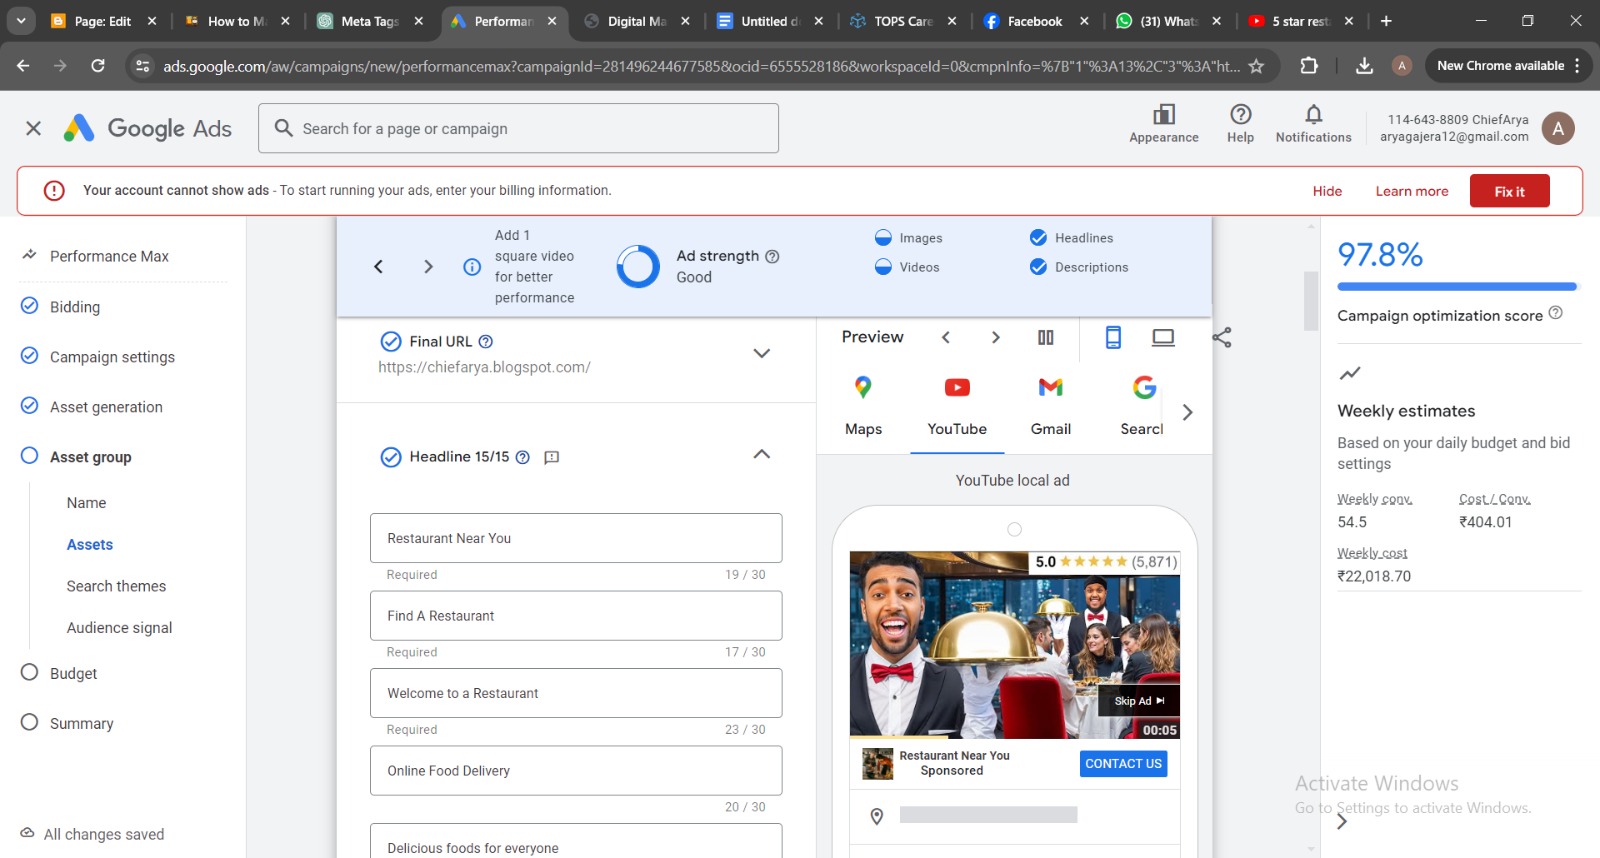 Page: Edit
How to Ma
Meta Tags
Performan
Digital Ma
Untitled d
TOPS Care
Facebook
(31) Whats
5 star rest
ads.google.com/aw/campaigns/new/performancemax?campaignId=281496244677585&ocid=6555528186&workspaceId=0&cmpnInfo=%7B"1"%3A13%2C"3"%3A"ht...
A
New Chrome available
Google Ads
Search for a page or campaign
Appearance
Help
Notifications
114-643-8809 ChiefArya
aryagajera12@gmail.com
A
Your account cannot show ads - To start running your ads, enter your billing information.
Hide
Learn more
Fix it
Performance Max
Bidding
Campaign settings
Asset generation
Asset group
Name
Assets
Search themes
Audience signal
Budget
Summary
All changes saved
Add 1
square video
for better
performance
Ad strength
Good
Images
Videos
Headlines
Descriptions
Final URL
https://chiefarya.blogspot.com/
Headline 15/15
Restaurant Near You
Required 19 / 30
Find A Restaurant
Required 17 / 30
Welcome to a Restaurant
Required 23 / 30
Online Food Delivery
20 / 30
Delicious foods for everyone
Preview
Maps
YouTube
Gmail
Search
YouTube local ad
5.0 ★★★★★ (5,871)
Skip Ad
00:05
Restaurant Near You
Sponsored
CONTACT US
97.8%
Campaign optimization score
Weekly estimates
Based on your daily budget and bid
settings
Weekly conv.
54.5
Cost / Conv.
₹404.01
Weekly cost
₹22,018.70
Activate Windows
Go to Settings to activate Windows.